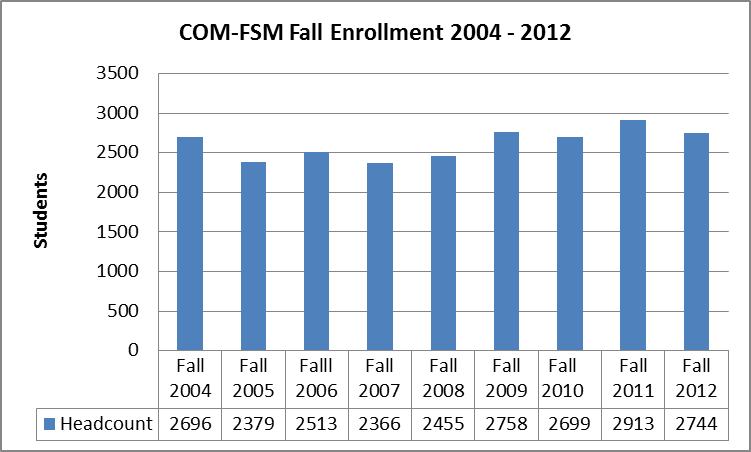 COM-FSM Fall Enrollment 2004 - 2012
3500
3000
2500
2000
1500
1000
500
0
Students
Fall 2004 Fall 2005 Falll 2006 Fall 2007 Fall 2008 Fall 2009 Fall 2010 Fall 2011 Fall 2012
Headcount 2696 2379 2513 2366 2455 2758 2699 2913 2744